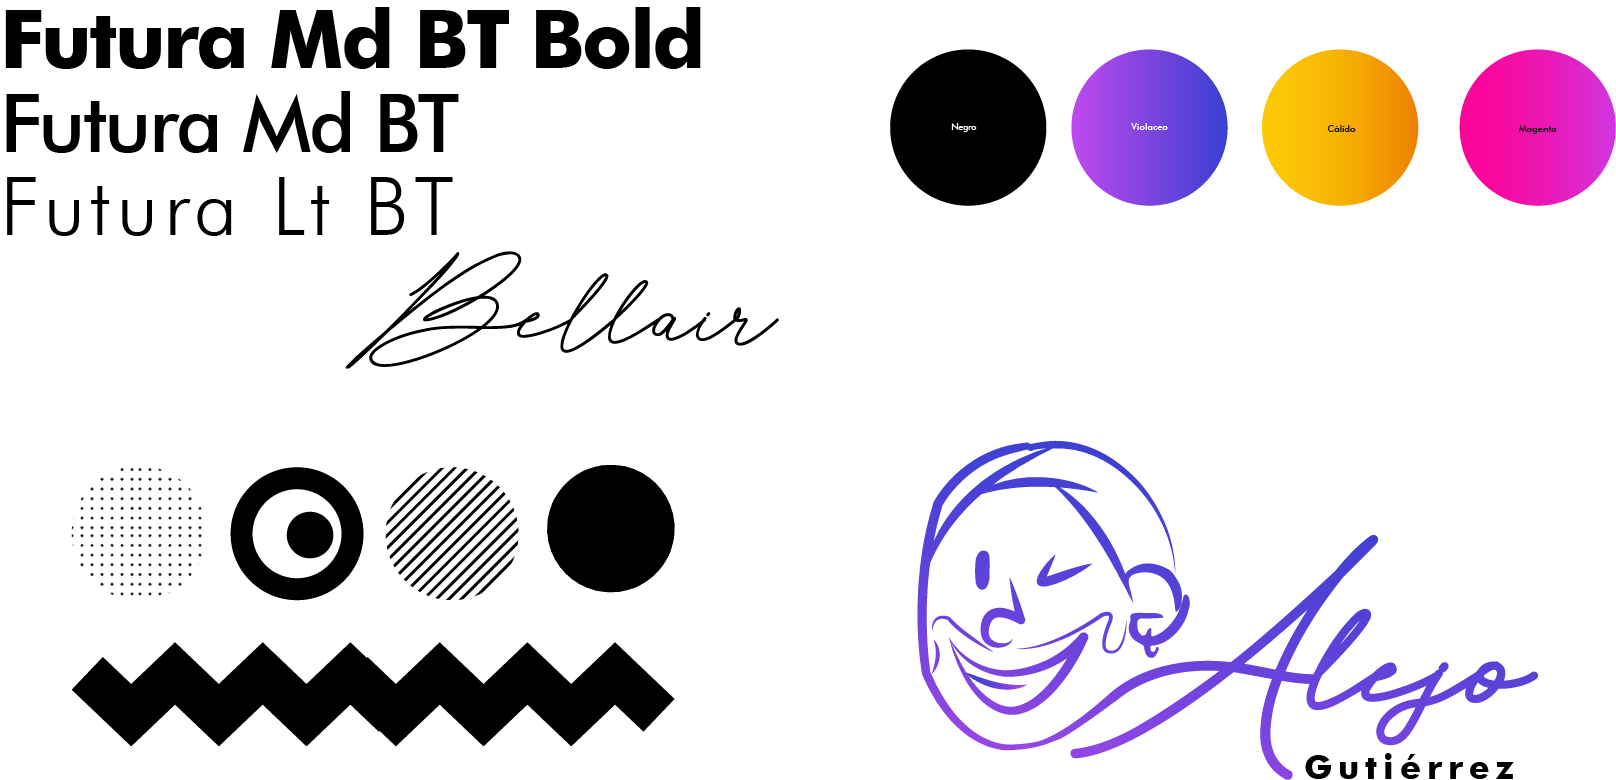 Futura Md BT Bold
Futura Md BT
Futura Lt BT
Bellair
Negro
Violaceo
Cálido
Magenta
Alejo
Gutiérrez